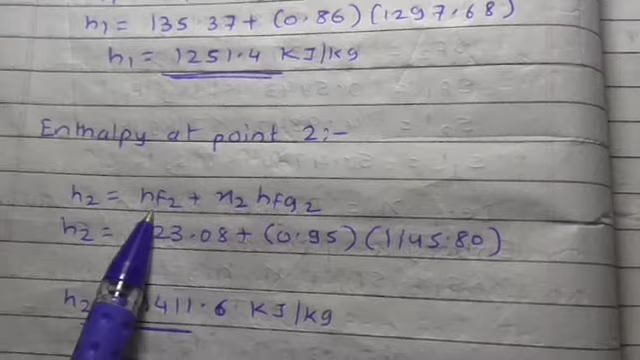 h1 = 135.37 + (0.86) (1297.68)
h1 = 1251.4 KJ/kg
Enthalpy at point 2:-
h2 = hf2 + x2 hfg2
h2 = 23.08 + (0.95) (1145.80)
h2 411.6 KJ/kg